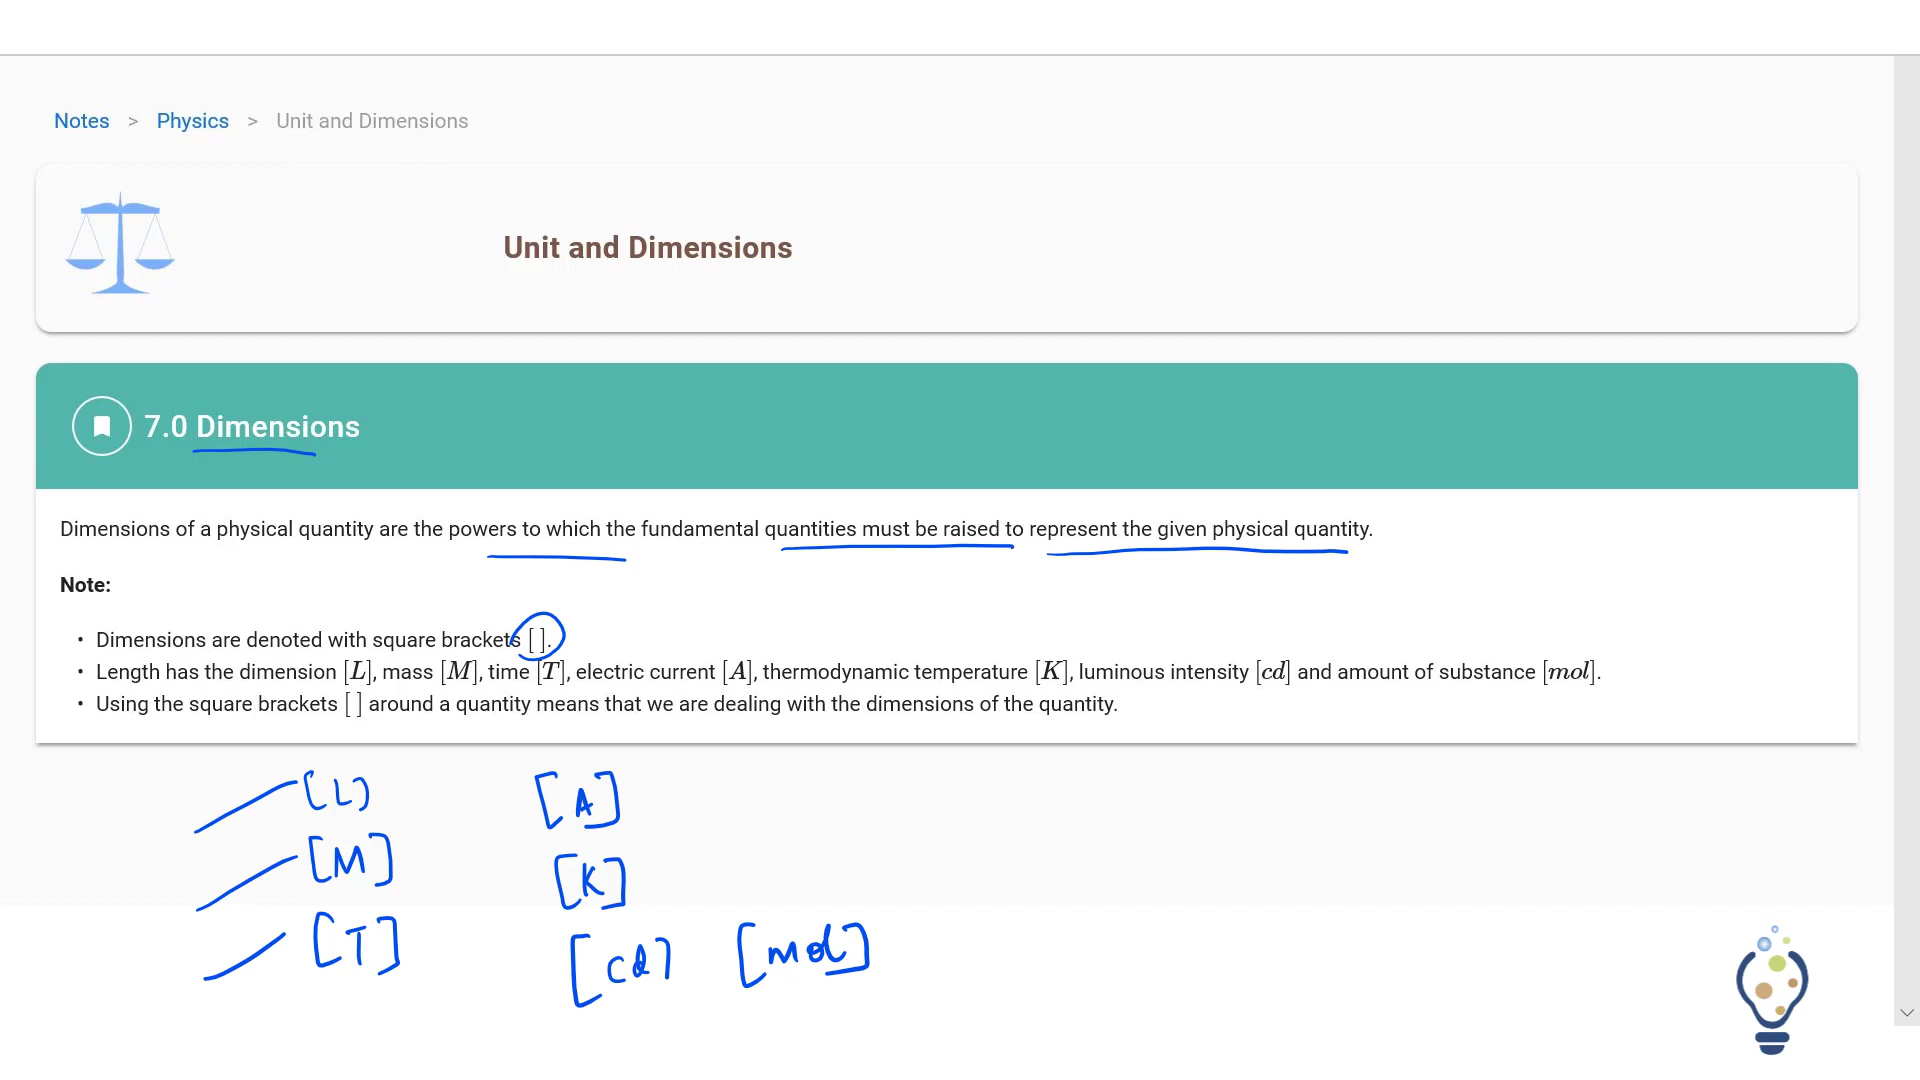 Notes > Physics > Unit and Dimensions
Unit and Dimensions
7.0 Dimensions
Dimensions of a physical quantity are the powers to which the fundamental quantities must be raised to represent the given physical quantity.
Note:
• Dimensions are denoted with square brackets [ ].
• Length has the dimension [L], mass [M], time [T], electric current [A], thermodynamic temperature [K], luminous intensity [cd] and amount of substance [mol].
• Using the square brackets [ ] around a quantity means that we are dealing with the dimensions of the quantity.
[L] [A]
[M] [K]
[T] [cd] [mol]